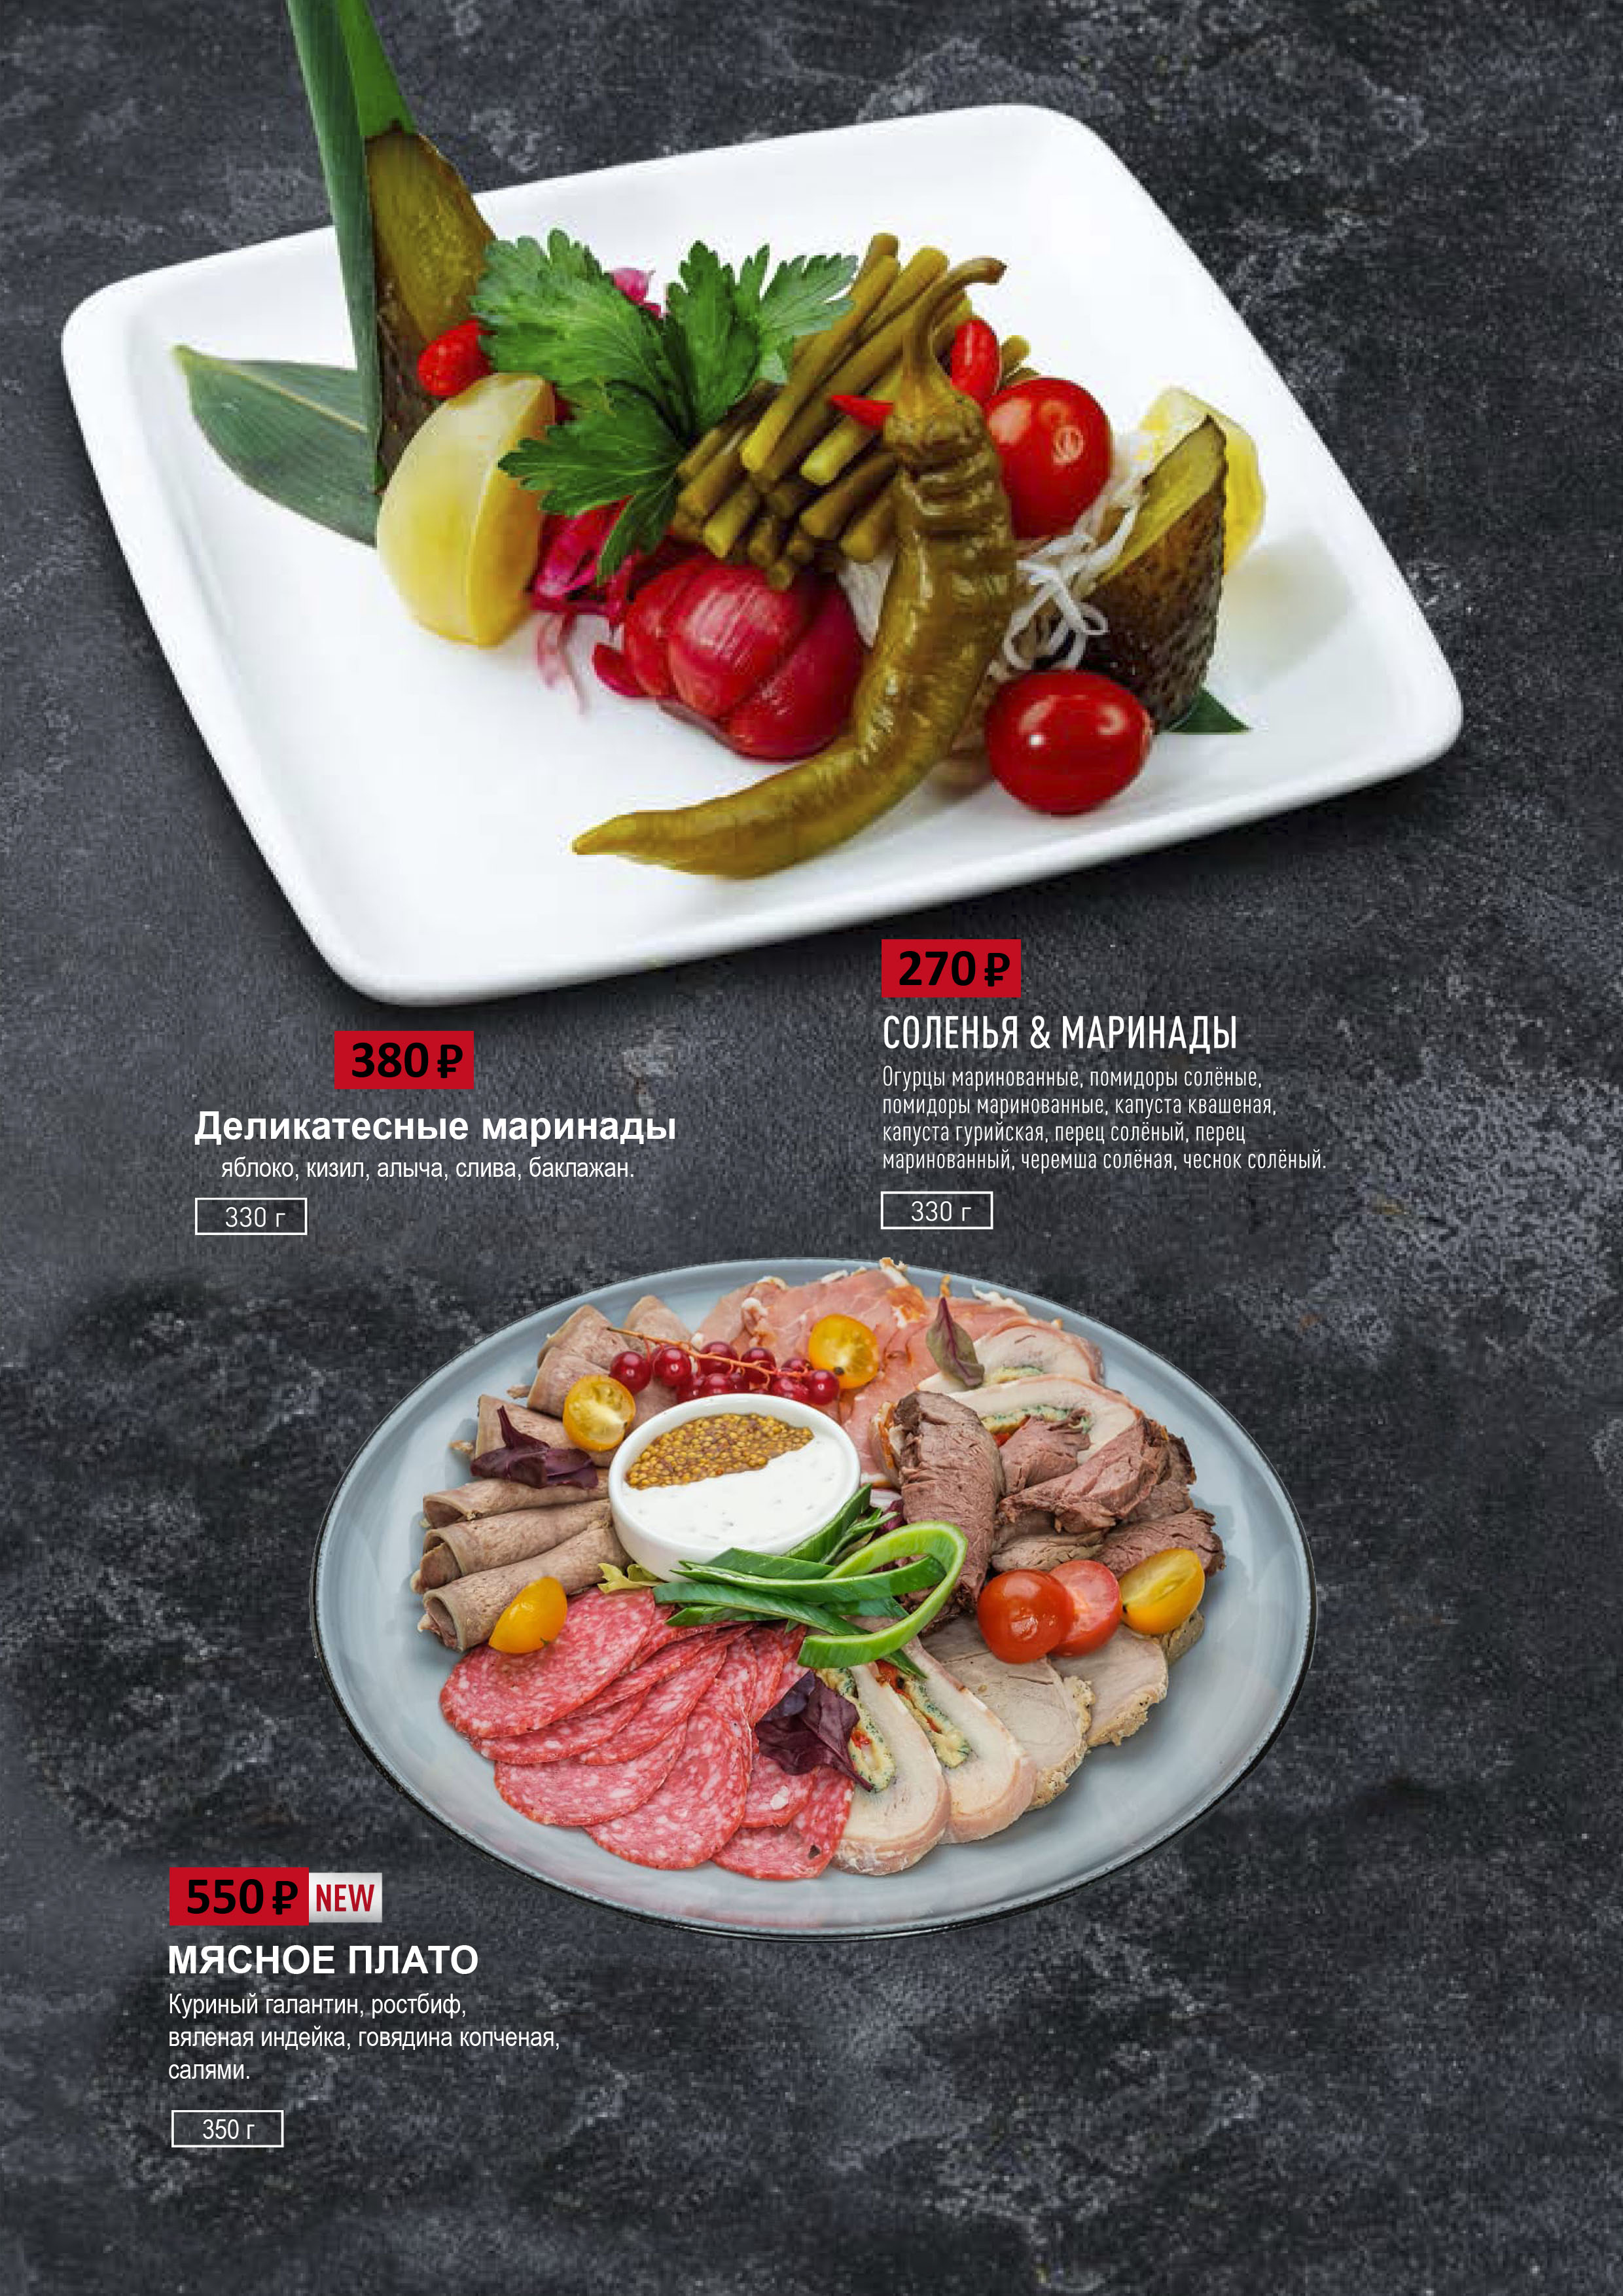 380 ₽
Деликатесные маринады
яблоко, кизил, алыча, слива, баклажан.
330 г
270 ₽
СОЛЕНЬЯ & МАРИНАДЫ
Огурцы маринованные, помидоры солёные,
помидоры маринованные, капуста квашеная,
капуста гурийская, перец солёный, перец
маринованный, черемша солёная, чеснок солёный.
330 г
550 ₽ NEW
МЯСНОЕ ПЛАТО
Куриный галантин, ростбиф,
вяленая индейка, говядина копченая,
салями.
350 г